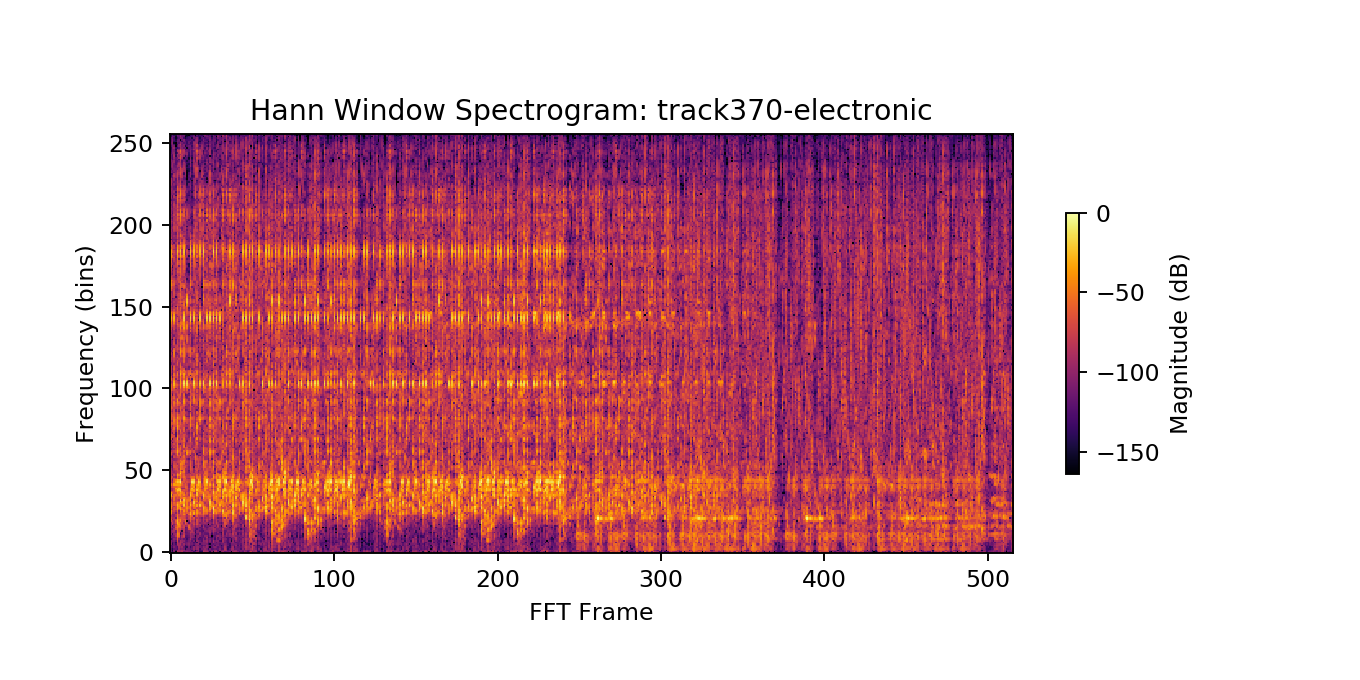 Hann Window Spectrogram: track370-electronic
250
200
150
100
50
0
Frequency (bins)
0 100 200 300 400 500
FFT Frame
0
−50
−100
−150
Magnitude (dB)